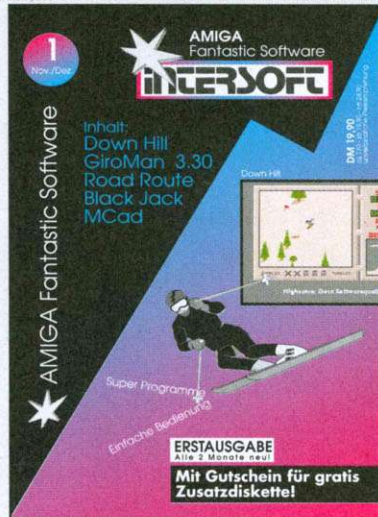 1
Nov./Dez.
AMIGA
Fantastic Software
INTERSOFT
Inhalt:
Down Hill
GiroMan 3.30
Road Route
Black Jack
MCad
AMIGA Fantastic Software
DM 19,90
Down Hill
Super Programme
Einfache Bedienung
ERSTAUSGABE
Alle 2 Monate neu!
Mit Gutschein für gratis
Zusatzdiskette!